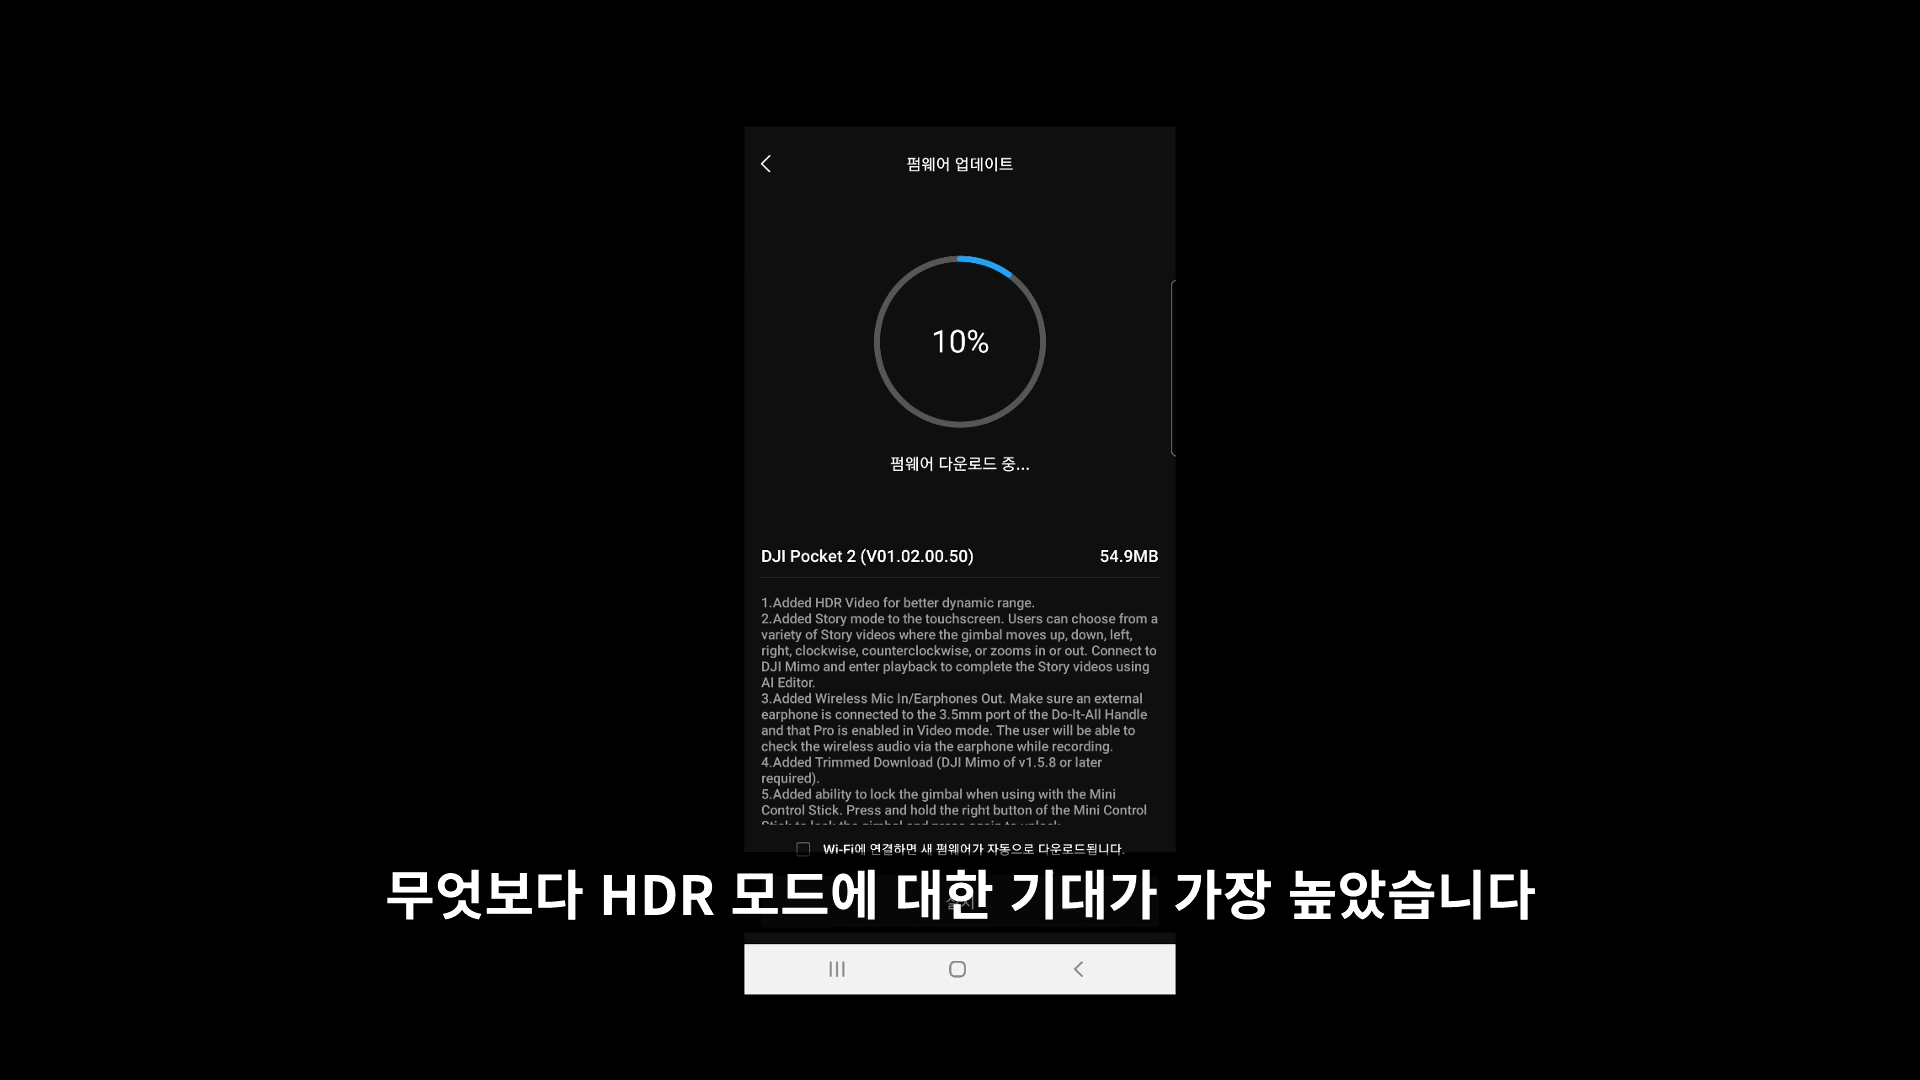 펌웨어 업데이트
10%
펌웨어 다운로드 중...
DJI Pocket 2 (V01.02.00.50) 54.9MB
1.Added HDR Video for better dynamic range.
2.Added Story mode to the touchscreen. Users can choose from a
variety of Story videos where the gimbal moves up, down, left,
right, clockwise, counterclockwise, or zooms in or out. Connect to
DJI Mimo and enter playback to complete the Story videos using
AI Editor.
3.Added Wireless Mic In/Earphones Out. Make sure an external
earphone is connected to the 3.5mm port of the Do-It-All Handle
and that Pro is enabled in Video mode. The user will be able to
check the wireless audio via the earphone while recording.
4.Added Trimmed Download (DJI Mimo of v1.5.8 or later
required).
5.Added ability to lock the gimbal when using with the Mini
Control Stick. Press and hold the right button of the Mini Control
Stick to lock the gimbal and press again to unlock.
Wi-Fi에 연결하면 새 펌웨어가 자동으로 다운로드됩니다.
무엇보다 HDR 모드에 대한 기대가 가장 높았습니다